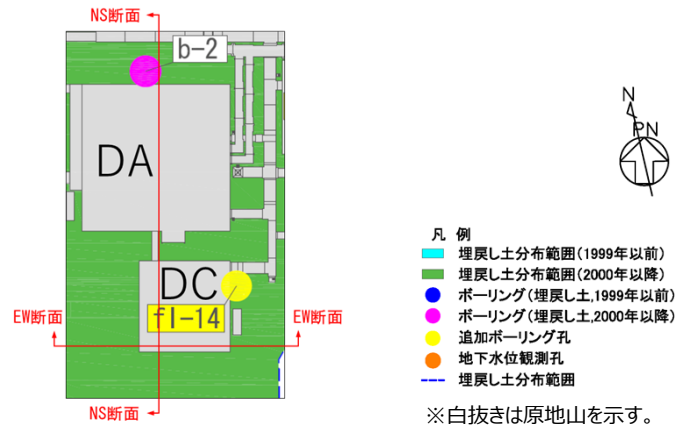 NS断面
b-2
DA
DC
fl-14
EW断面
EW断面
NS断面
N
PN
凡 例
埋戻し土分布範囲(1999年以前)
埋戻し土分布範囲(2000年以降)
ボーリング(埋戻し土,1999年以前)
ボーリング(埋戻し土,2000年以降)
追加ボーリング孔
地下水位観測孔
埋戻し土分布範囲
※白抜きは原地山を示す。